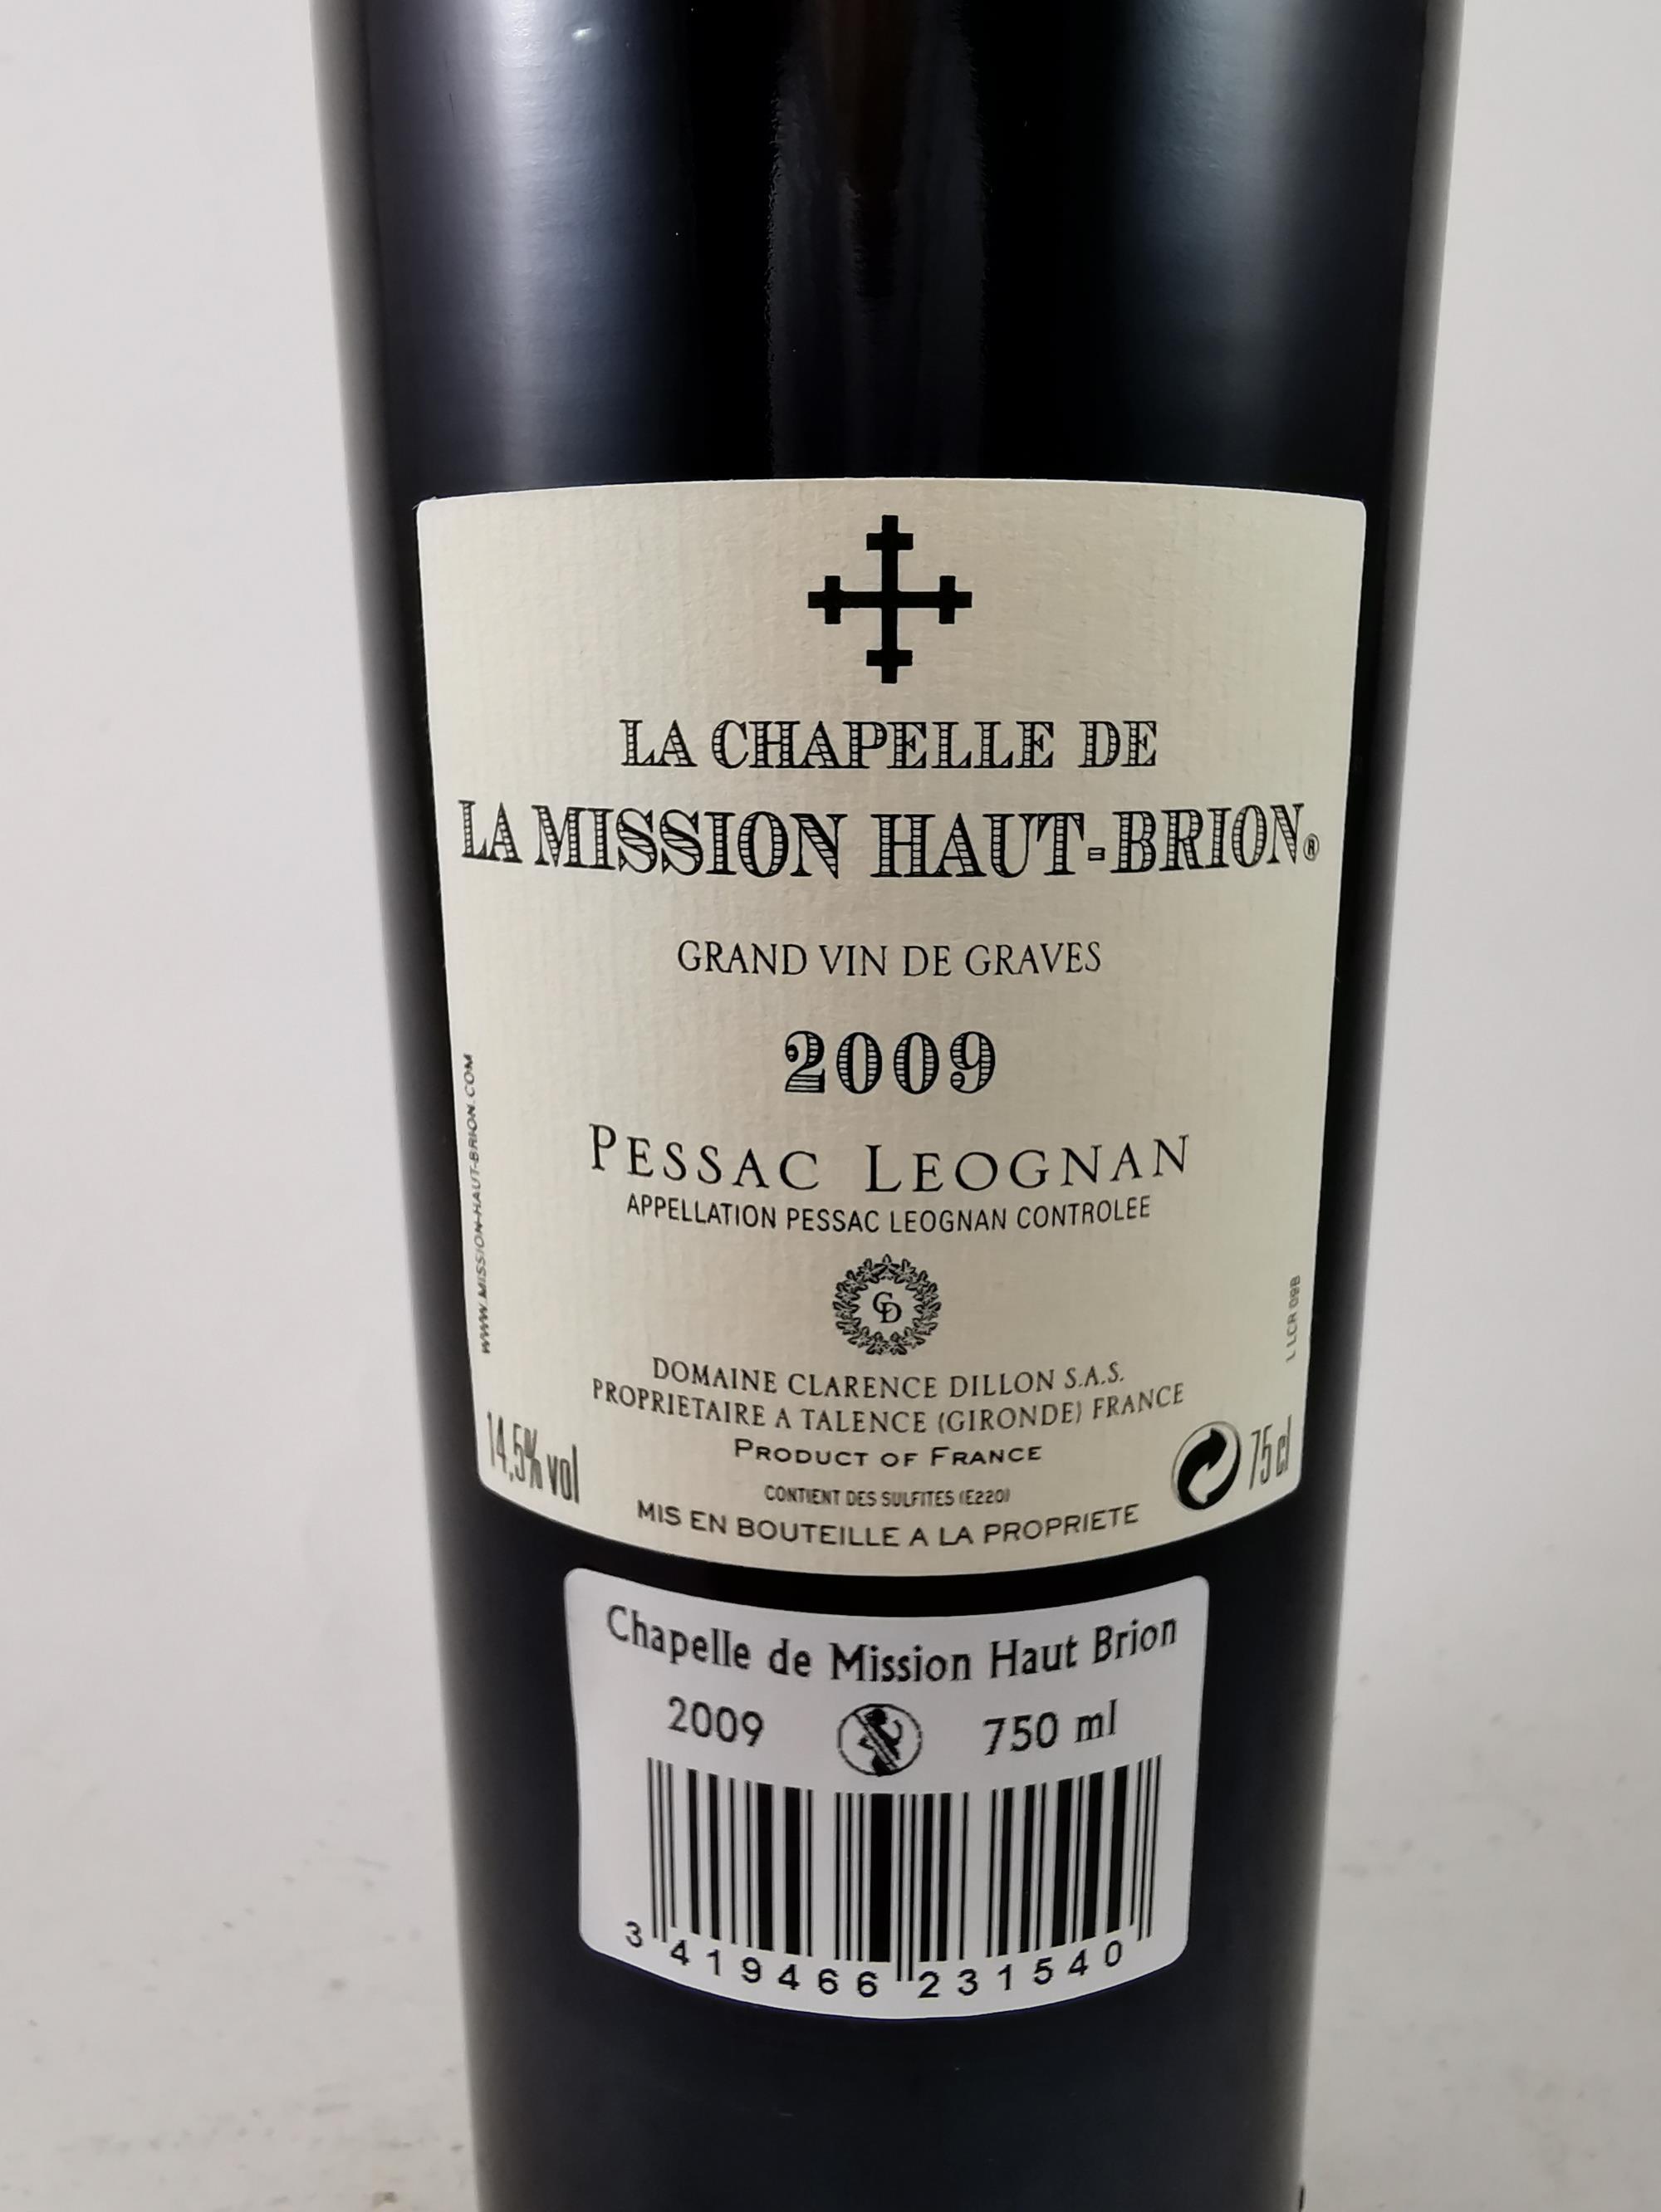 LA CHAPELLE DE
LA MISSION HAUT-BRION®
GRAND VIN DE GRAVES
2009
PESSAC LEOGNAN
APPELLATION PESSAC LEOGNAN CONTROLEE
CD
DOMAINE CLARENCE DILLON S.A.S.
PROPRIETAIRE A TALENCE (GIRONDE) FRANCE
PRODUCT OF FRANCE
CONTIENT DES SULFITES (E220)
MIS EN BOUTEILLE A LA PROPRIETE
WWW.MISSION-HAUT-BRION.COM
14,5% vol
L LCR 09B
75 cl
Chapelle de Mission Haut Brion
2009 750 ml
3 419466 231540